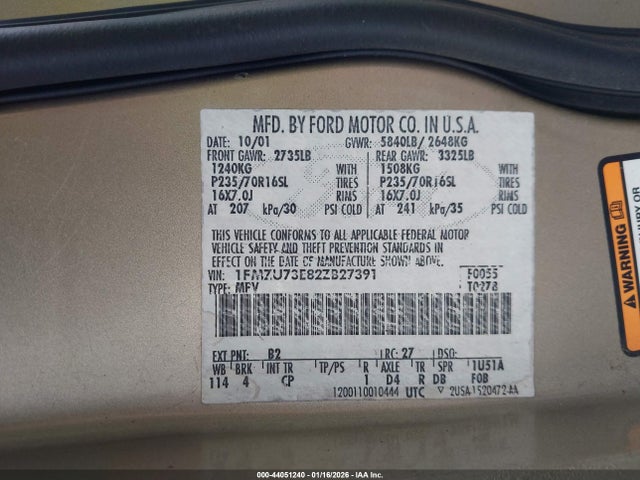 MFD. BY FORD MOTOR CO. IN U.S.A.
DATE: 10/01 GVWR: 5840LB/ 2648KG
FRONT GAWR: 2735LB REAR GAWR: 3325LB
1240KG WITH 1508KG WITH
P235/70R16SL TIRES P235/70R16SL TIRES
16X7.0J RIMS 16X7.0J RIMS
AT 207 kPa/30 PSI COLD AT 241 kPa/35 PSI COLD
THIS VEHICLE CONFORMS TO ALL APPLICABLE FEDERAL MOTOR
VEHICLE SAFETY AND THEFT PREVENTION STANDARDS IN
EFFECT ON THE DATE OF MANUFACTURE SHOWN ABOVE.
VIN: 1FMZU73E82ZB27391 F0055
TYPE: MPV T0278
EXT PNT: B2 RC: 27 DSO:
WB BRK INT TR TP/PS R AXLE TR SPR 1U51A
114 4 CP 1 D4 R DB FOB
1200110010444 UTC
WARNING
000-44051240 - 01/16/2026 - IAA Inc.